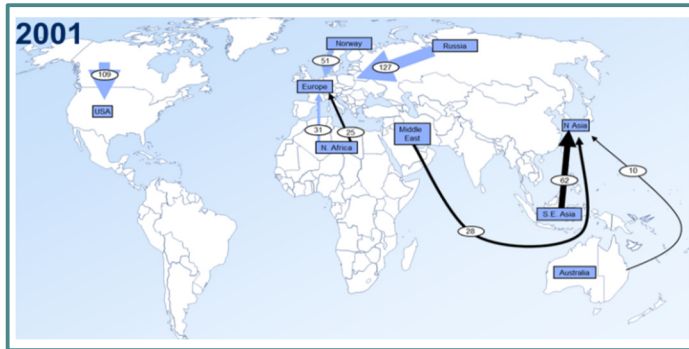 2001
Norway
Russia
51
127
109
Europe
USA
N Asia
31
25
Middle
East
N. Africa
10
62
S.E. Asia
28
Australia